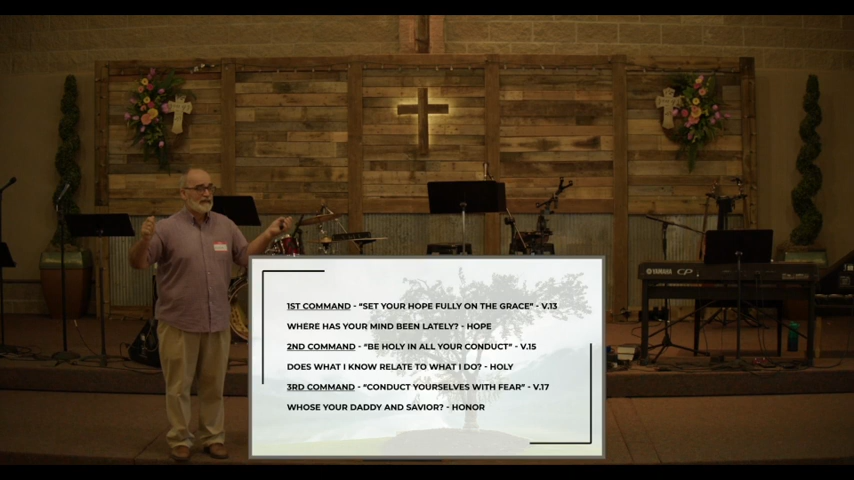 1ST COMMAND - "SET YOUR HOPE FULLY ON THE GRACE" - V.13
WHERE HAS YOUR MIND BEEN LATELY? - HOPE
2ND COMMAND - "BE HOLY IN ALL YOUR CONDUCT" - V.15
DOES WHAT I KNOW RELATE TO WHAT I DO? - HOLY
3RD COMMAND - "CONDUCT YOURSELVES WITH FEAR" - V.17
WHOSE YOUR DADDY AND SAVIOR? - HONOR
YAMAHA CP